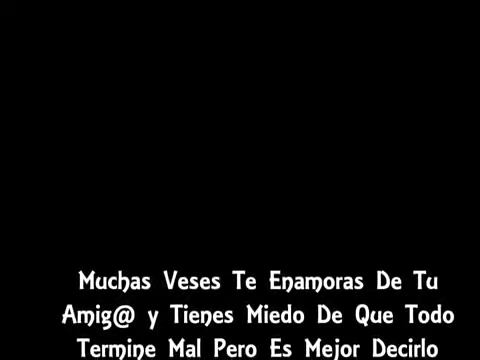 Muchas Veses Te Enamoras De Tu
Amig@ y Tienes Miedo De Que Todo
Termine Mal Pero Es Mejor Decirlo